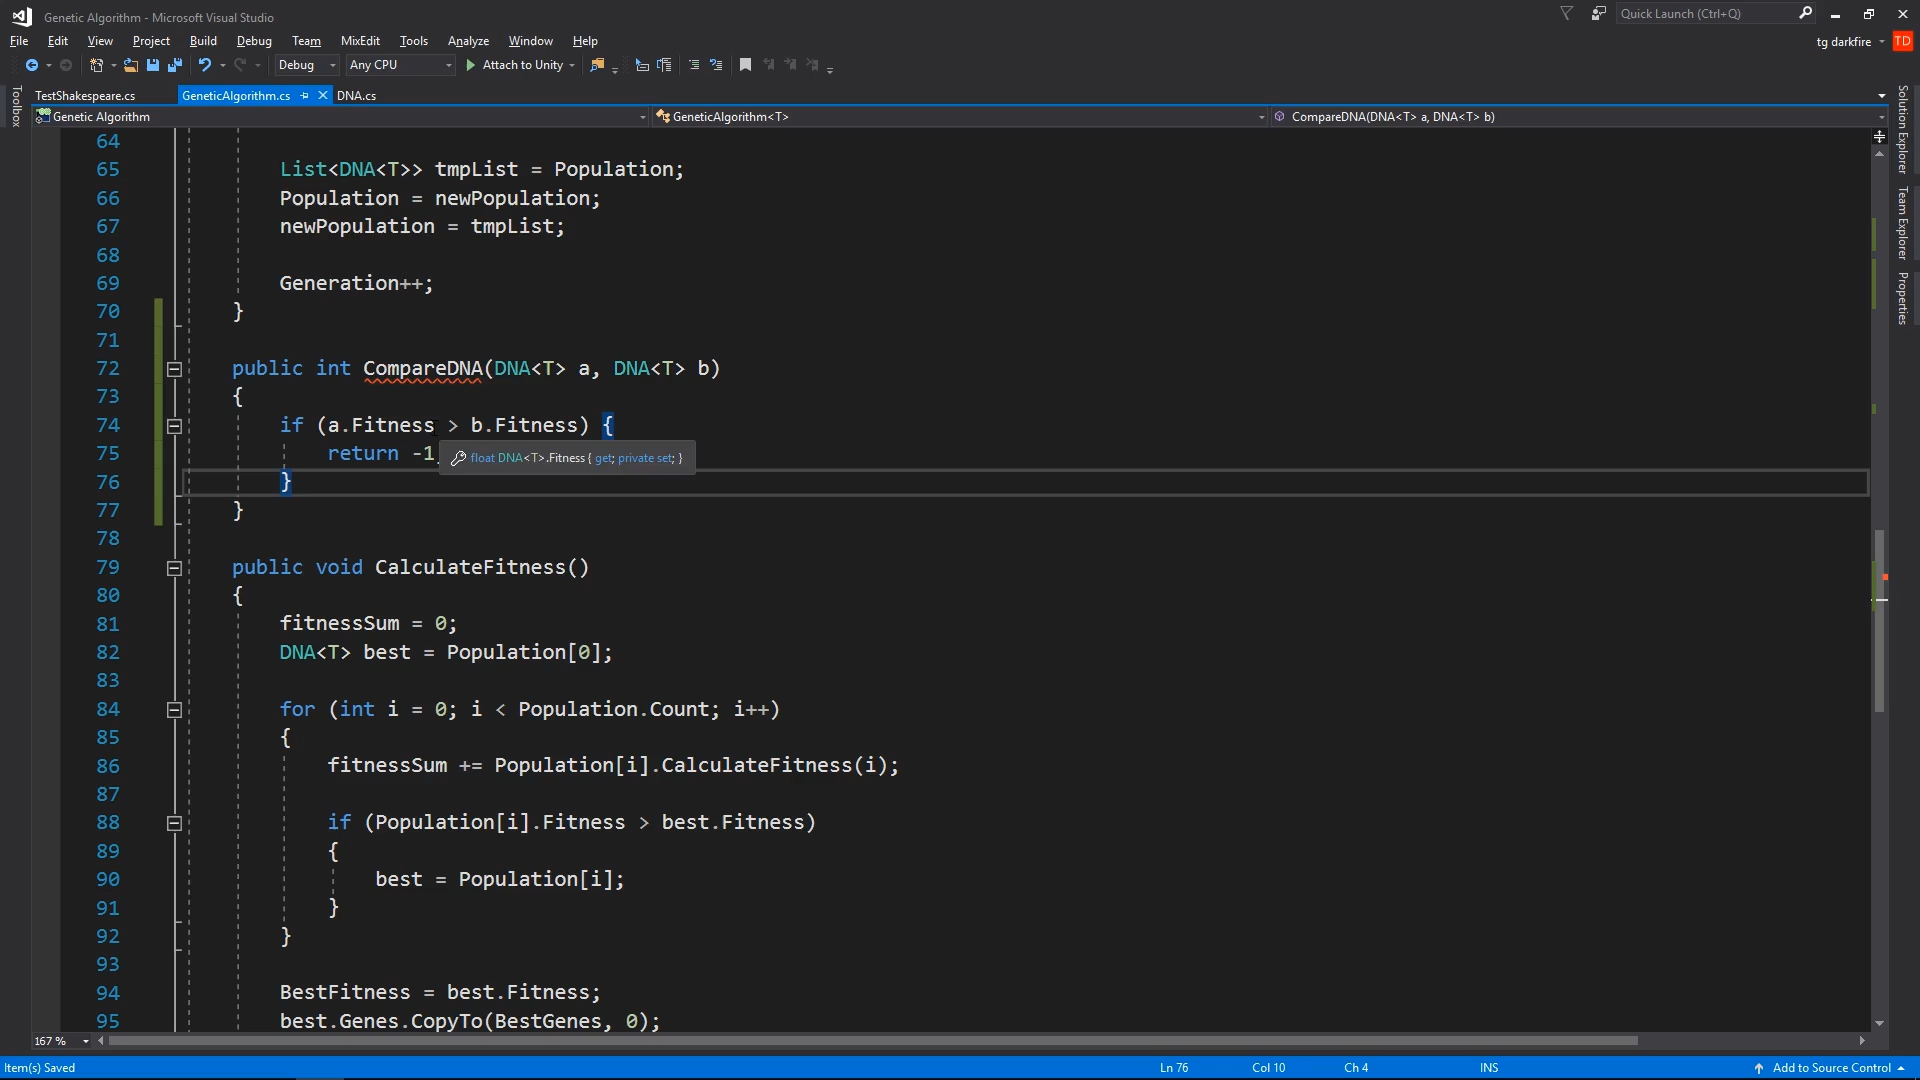 Genetic Algorithm - Microsoft Visual Studio
Quick Launch (Ctrl+Q)
File Edit View Project Build Debug Team MixEdit Tools Analyze Window Help
tg darkfire TD
Debug Any CPU Attach to Unity
Toolbox
TestShakespeare.cs GeneticAlgorithm.cs DNA.cs
Genetic Algorithm GeneticAlgorithm<T> CompareDNA(DNA<T> a, DNA<T> b)
Solution Explorer
Team Explorer
Properties
64
65 List<DNA<T>> tmpList = Population;
66 Population = newPopulation;
67 newPopulation = tmpList;
68
69 Generation++;
70 }
71
72 public int CompareDNA(DNA<T> a, DNA<T> b)
73 {
74 if (a.Fitness > b.Fitness) {
75 return -1;
float DNA<T>.Fitness { get; private set; }
76 }
77 }
78
79 public void CalculateFitness()
80 {
81 fitnessSum = 0;
82 DNA<T> best = Population[0];
83
84 for (int i = 0; i < Population.Count; i++)
85 {
86 fitnessSum += Population[i].CalculateFitness(i);
87
88 if (Population[i].Fitness > best.Fitness)
89 {
90 best = Population[i];
91 }
92 }
93
94 BestFitness = best.Fitness;
95 best.Genes.CopyTo(BestGenes, 0);
167 %
Item(s) Saved Ln 76 Col 10 Ch 4 INS Add to Source Control